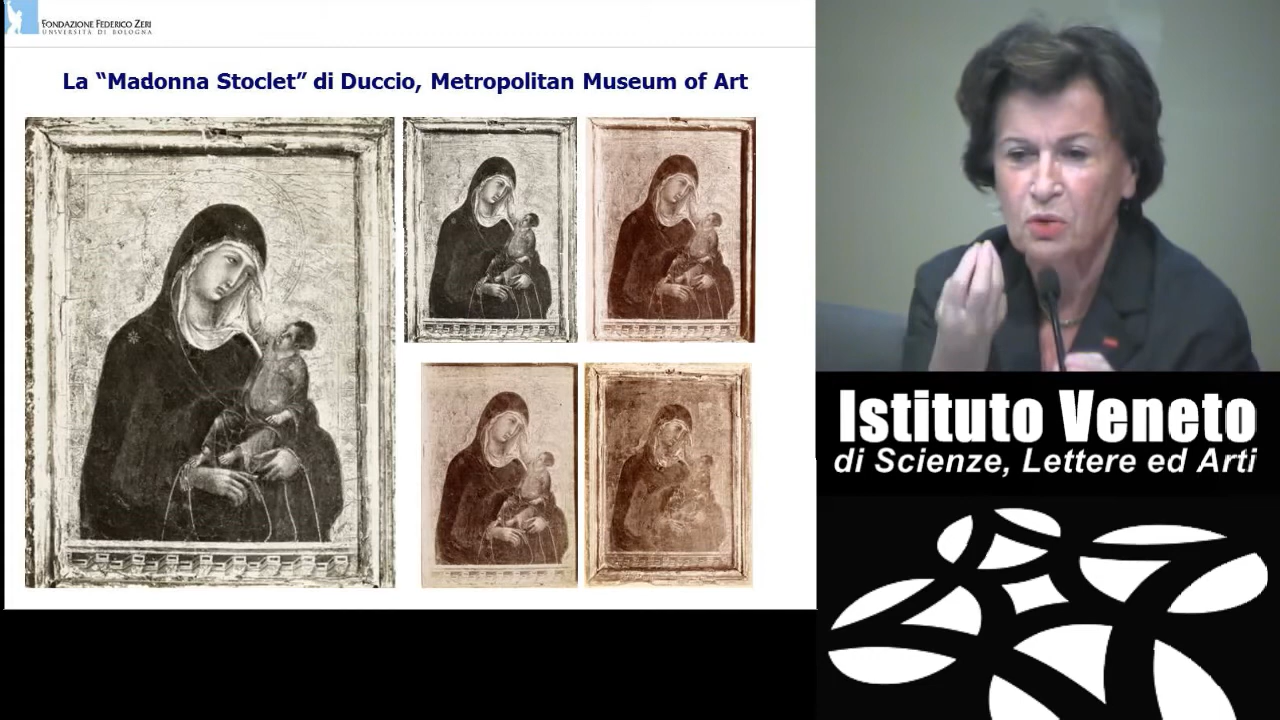 FONDAZIONE FEDERICO ZERI
UNIVERSITÀ DI BOLOGNA
La “Madonna Stoclet” di Duccio, Metropolitan Museum of Art
Istituto Veneto
di Scienze, Lettere ed Arti